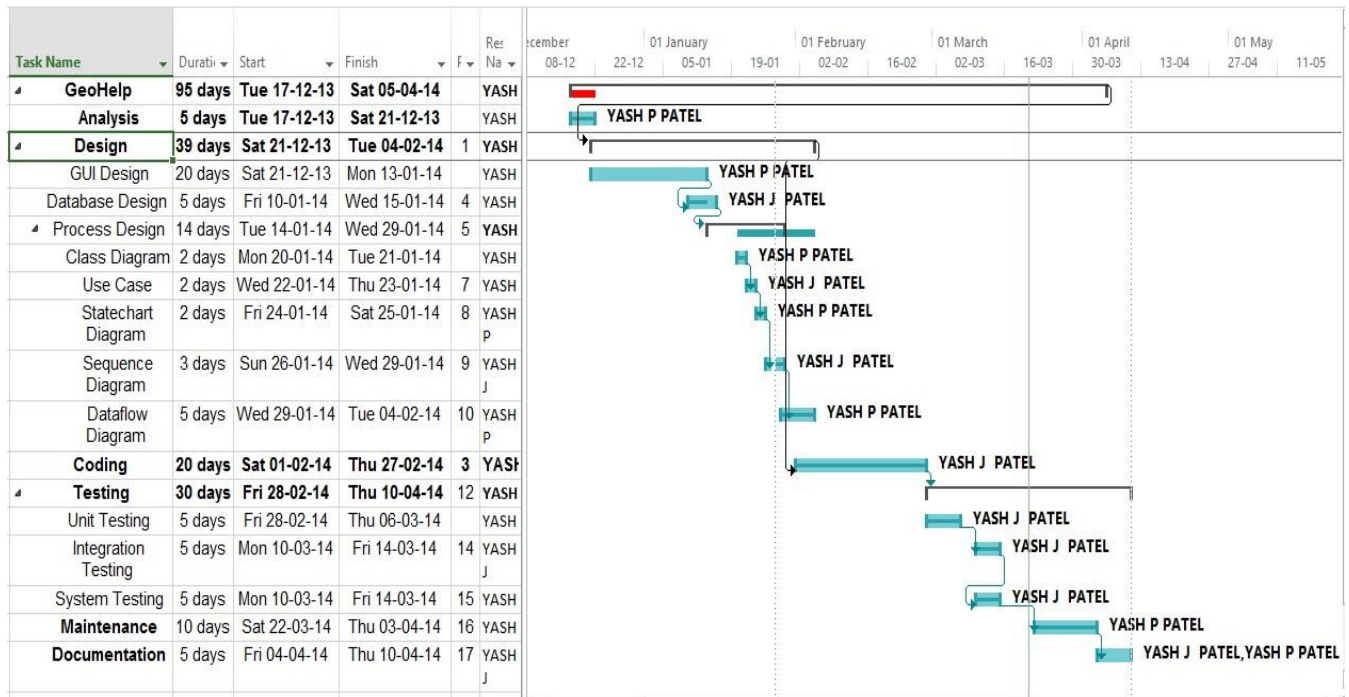 Task Name Durati Start Finish F Res Na
GeoHelp 95 days Tue 17-12-13 Sat 05-04-14 YASH
Analysis 5 days Tue 17-12-13 Sat 21-12-13 YASH
Design 39 days Sat 21-12-13 Tue 04-02-14 1 YASH
GUI Design 20 days Sat 21-12-13 Mon 13-01-14 YASH
Database Design 5 days Fri 10-01-14 Wed 15-01-14 4 YASH
Process Design 14 days Tue 14-01-14 Wed 29-01-14 5 YASH
Class Diagram 2 days Mon 20-01-14 Tue 21-01-14 YASH
Use Case 2 days Wed 22-01-14 Thu 23-01-14 7 YASH
Statechart 2 days Fri 24-01-14 Sat 25-01-14 8 YASH
Diagram P
Sequence 3 days Sun 26-01-14 Wed 29-01-14 9 YASH
Diagram J
Dataflow 5 days Wed 29-01-14 Tue 04-02-14 10 YASH
Diagram P
Coding 20 days Sat 01-02-14 Thu 27-02-14 3 YASH
Testing 30 days Fri 28-02-14 Thu 10-04-14 12 YASH
Unit Testing 5 days Fri 28-02-14 Thu 06-03-14 YASH
Integration 5 days Mon 10-03-14 Fri 14-03-14 14 YASH
Testing J
System Testing 5 days Mon 10-03-14 Fri 14-03-14 15 YASH
Maintenance 10 days Sat 22-03-14 Thu 03-04-14 16 YASH
Documentation 5 days Fri 04-04-14 Thu 10-04-14 17 YASH
J
ecember 01 January 01 February 01 March 01 April 01 May
08-12 22-12 05-01 19-01 02-02 16-02 02-03 16-03 30-03 13-04 27-04 11-05
YASH P PATEL
YASH P PATEL
YASH J PATEL
YASH P PATEL
YASH J PATEL
YASH P PATEL
YASH J PATEL
YASH P PATEL
YASH J PATEL
YASH J PATEL
YASH J PATEL
YASH J PATEL
YASH P PATEL
YASH J PATEL,YASH P PATEL